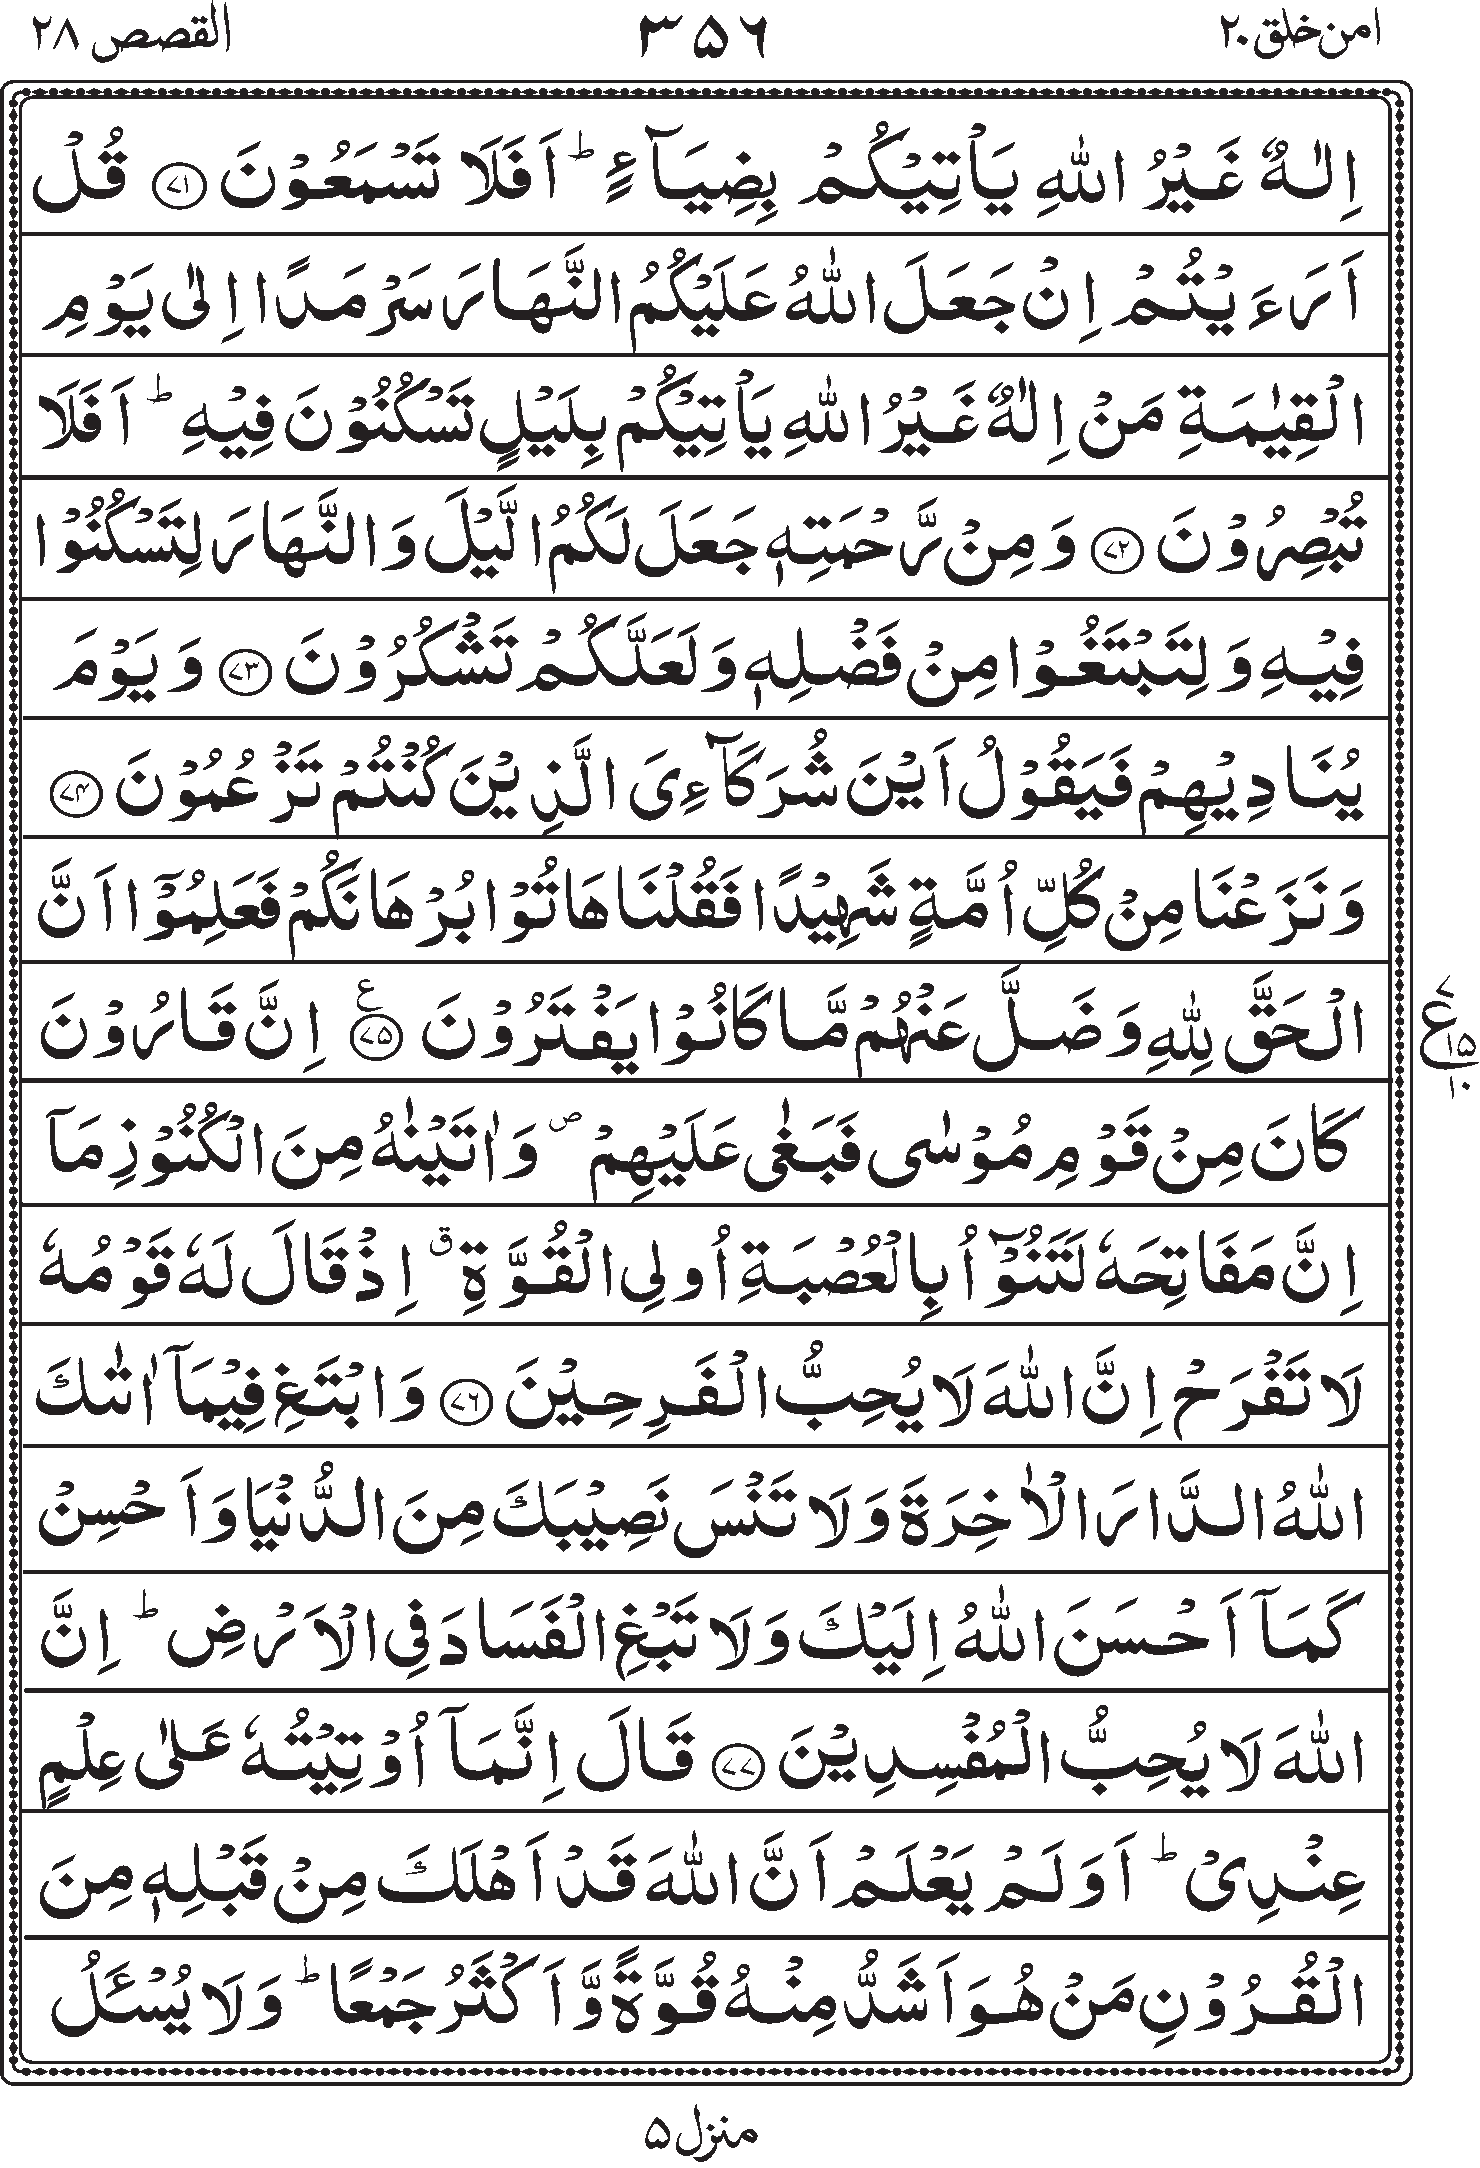 امن خلق ٢٠ ٣٥٦ القصص ٢٨
اِلٰهٌ غَيْرُ اللّٰهِ يَاْتِيْكُمْ بِضِيَآءٍ ؕ اَفَلَا تَسْمَعُوْنَ ﴿٧١﴾ قُلْ
اَرَءَيْتُمْ اِنْ جَعَلَ اللّٰهُ عَلَيْكُمُ النَّهَارَ سَرْمَدًا اِلٰى يَوْمِ
الْقِيٰمَةِ مَنْ اِلٰهٌ غَيْرُ اللّٰهِ يَاْتِيْكُمْ بِلَيْلٍ تَسْكُنُوْنَ فِيْهِ ؕ اَفَلَا
تُبْصِرُوْنَ ﴿٧٢﴾ وَمِنْ رَّحْمَتِهٖ جَعَلَ لَكُمُ الَّيْلَ وَالنَّهَارَ لِتَسْكُنُوْا
فِيْهِ وَلِتَبْتَغُوْا مِنْ فَضْلِهٖ وَلَعَلَّكُمْ تَشْكُرُوْنَ ﴿٧٣﴾ وَيَوْمَ
يُنَادِيْهِمْ فَيَقُوْلُ اَيْنَ شُرَكَآءِىَ الَّذِيْنَ كُنْتُمْ تَزْعُمُوْنَ ﴿٧٤﴾
وَنَزَعْنَا مِنْ كُلِّ اُمَّةٍ شَهِيْدًا فَقُلْنَا هَاتُوْا بُرْهَانَكُمْ فَعَلِمُوْۤا اَنَّ
الْحَقَّ لِلّٰهِ وَضَلَّ عَنْهُمْ مَّا كَانُوْا يَفْتَرُوْنَ ﴿٧٥﴾ ع اِنَّ قَارُوْنَ
ع ٧ ١٥ ١٠
كَانَ مِنْ قَوْمِ مُوْسٰى فَبَغٰى عَلَيْهِمْ ۪ وَاٰتَيْنٰهُ مِنَ الْكُنُوْزِ مَآ
اِنَّ مَفَاتِحَهٗ لَتَنُوْٓاُ بِالْعُصْبَةِ اُولِى الْقُوَّةِ ۗ اِذْ قَالَ لَهٗ قَوْمُهٗ
لَا تَفْرَحْ اِنَّ اللّٰهَ لَا يُحِبُّ الْفَرِحِيْنَ ﴿٧٦﴾ وَابْتَغِ فِيْمَآ اٰتٰىكَ
اللّٰهُ الدَّارَ الْاٰخِرَةَ وَلَا تَنْسَ نَصِيْبَكَ مِنَ الدُّنْيَا وَاَحْسِنْ
كَمَآ اَحْسَنَ اللّٰهُ اِلَيْكَ وَلَا تَبْغِ الْفَسَادَ فِى الْاَرْضِ ؕ اِنَّ
اللّٰهَ لَا يُحِبُّ الْمُفْسِدِيْنَ ﴿٧٧﴾ قَالَ اِنَّمَآ اُوْتِيْتُهٗ عَلٰى عِلْمٍ
عِنْدِىْ ؕ اَوَلَمْ يَعْلَمْ اَنَّ اللّٰهَ قَدْ اَهْلَكَ مِنْ قَبْلِهٖ مِنَ
الْقُرُوْنِ مَنْ هُوَ اَشَدُّ مِنْهُ قُوَّةً وَّاَكْثَرُ جَمْعًا ؕ وَلَا يُسْـَٔلُ
منزل ٥